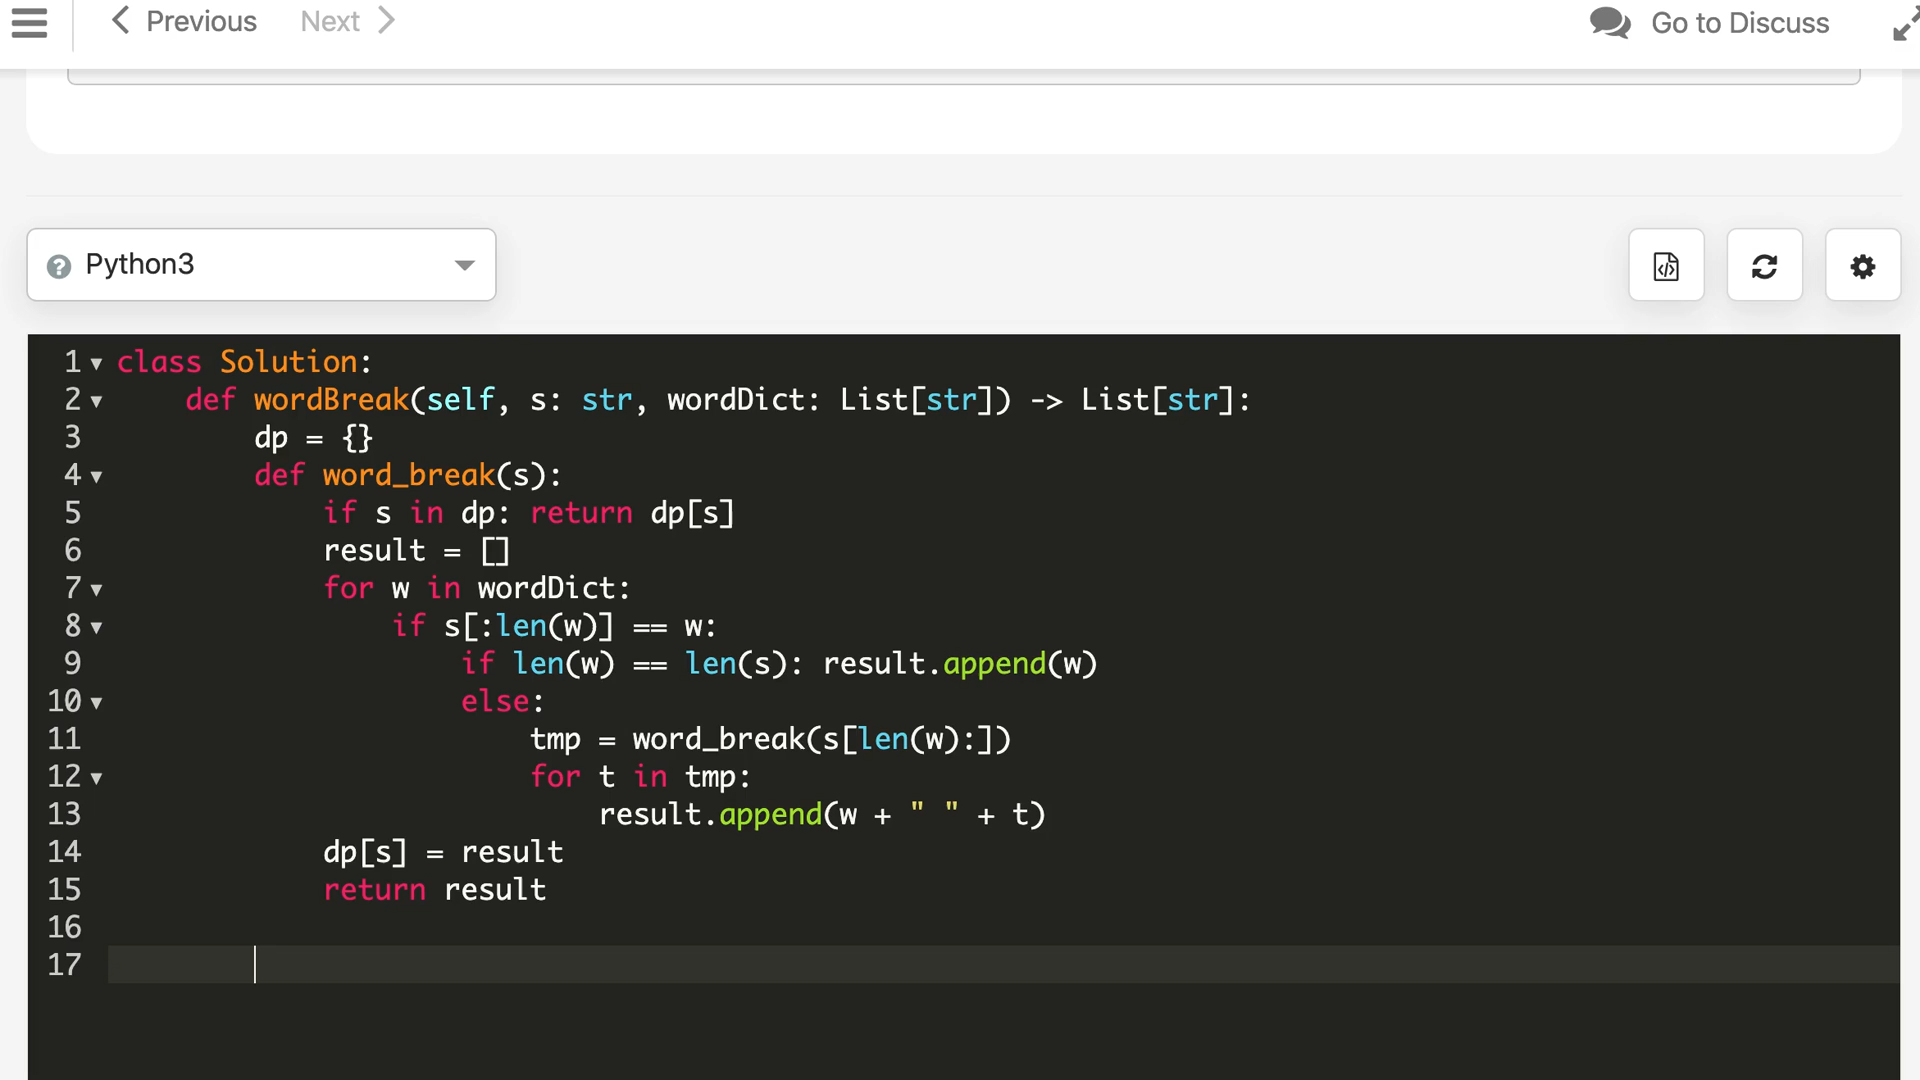 Previous Next Go to Discuss
Python3
1 class Solution:
2 def wordBreak(self, s: str, wordDict: List[str]) -> List[str]:
3 dp = {}
4 def word_break(s):
5 if s in dp: return dp[s]
6 result = []
7 for w in wordDict:
8 if s[:len(w)] == w:
9 if len(w) == len(s): result.append(w)
10 else:
11 tmp = word_break(s[len(w):])
12 for t in tmp:
13 result.append(w + " " + t)
14 dp[s] = result
15 return result
16
17